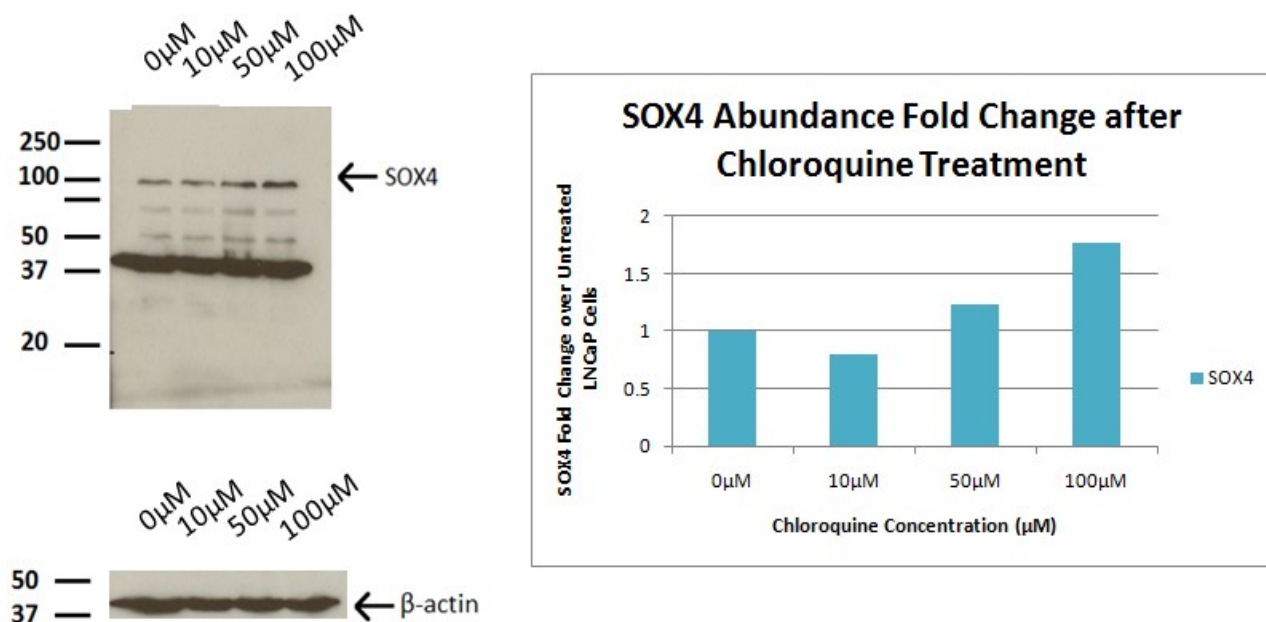 0µM
10µM
50µM
100µM
250
100
50
37
20
SOX4
0µM
10µM
50µM
100µM
50
37
β-actin
SOX4 Abundance Fold Change after
Chloroquine Treatment
SOX4 Fold Change over Untreated
LNCaP Cells
2
1.5
1
0.5
0
0µM
10µM
50µM
100µM
Chloroquine Concentration (µM)
SOX4